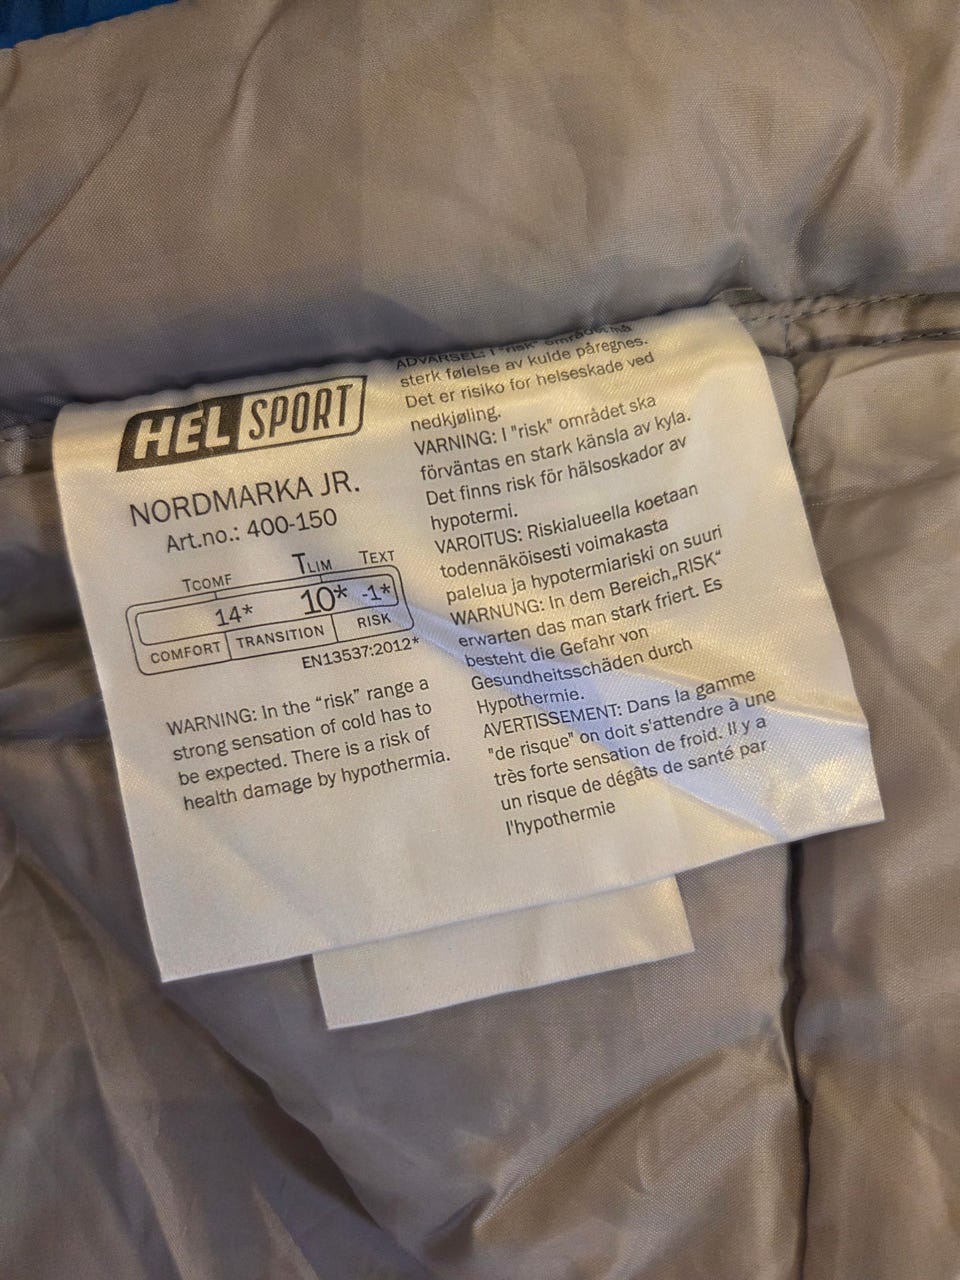 HELSPORT
NORDMARKA JR.
Art.no.: 400-150
TCOMF TLIM TEXT
14* 10* -1*
COMFORT TRANSITION RISK
EN13537:2012*
WARNING: In the “risk” range a
strong sensation of cold has to
be expected. There is a risk of
health damage by hypothermia.
ADVARSEL: I "risk" området må
sterk følelse av kulde påregnes.
Det er risiko for helseskade ved
nedkjøling.
VARNING: I "risk" området ska
förväntas en stark känsla av kyla.
Det finns risk för hälsoskador av
hypotermi.
VAROITUS: Riskialueella koetaan
todennäköisesti voimakasta
palelua ja hypotermiariski on suuri
WARNUNG: In dem Bereich„RISK“
erwarten das man stark friert. Es
besteht die Gefahr von
Gesundheitsschäden durch
Hypothermie.
AVERTISSEMENT: Dans la gamme
"de risque" on doit s'attendre à une
très forte sensation de froid. Il y a
un risque de dégâts de santé par
l'hypothermie